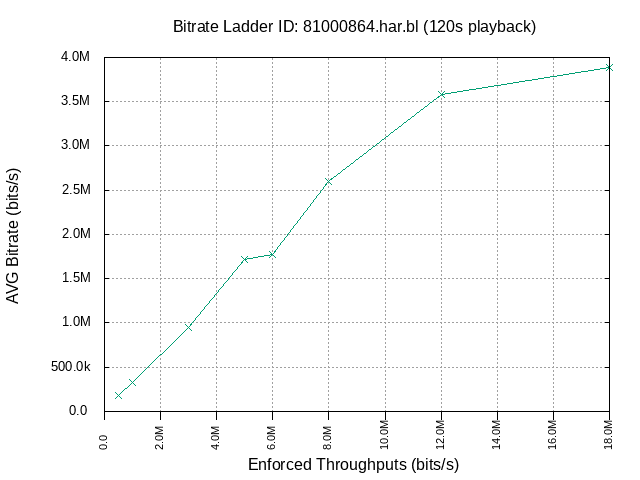 Bitrate Ladder ID: 81000864.har.bl (120s playback)
4.0M
3.5M
3.0M
2.5M
2.0M
1.5M
1.0M
500.0k
0.0
AVG Bitrate (bits/s)
0.0 2.0M 4.0M 6.0M 8.0M 10.0M 12.0M 14.0M 16.0M 18.0M
Enforced Throughputs (bits/s)